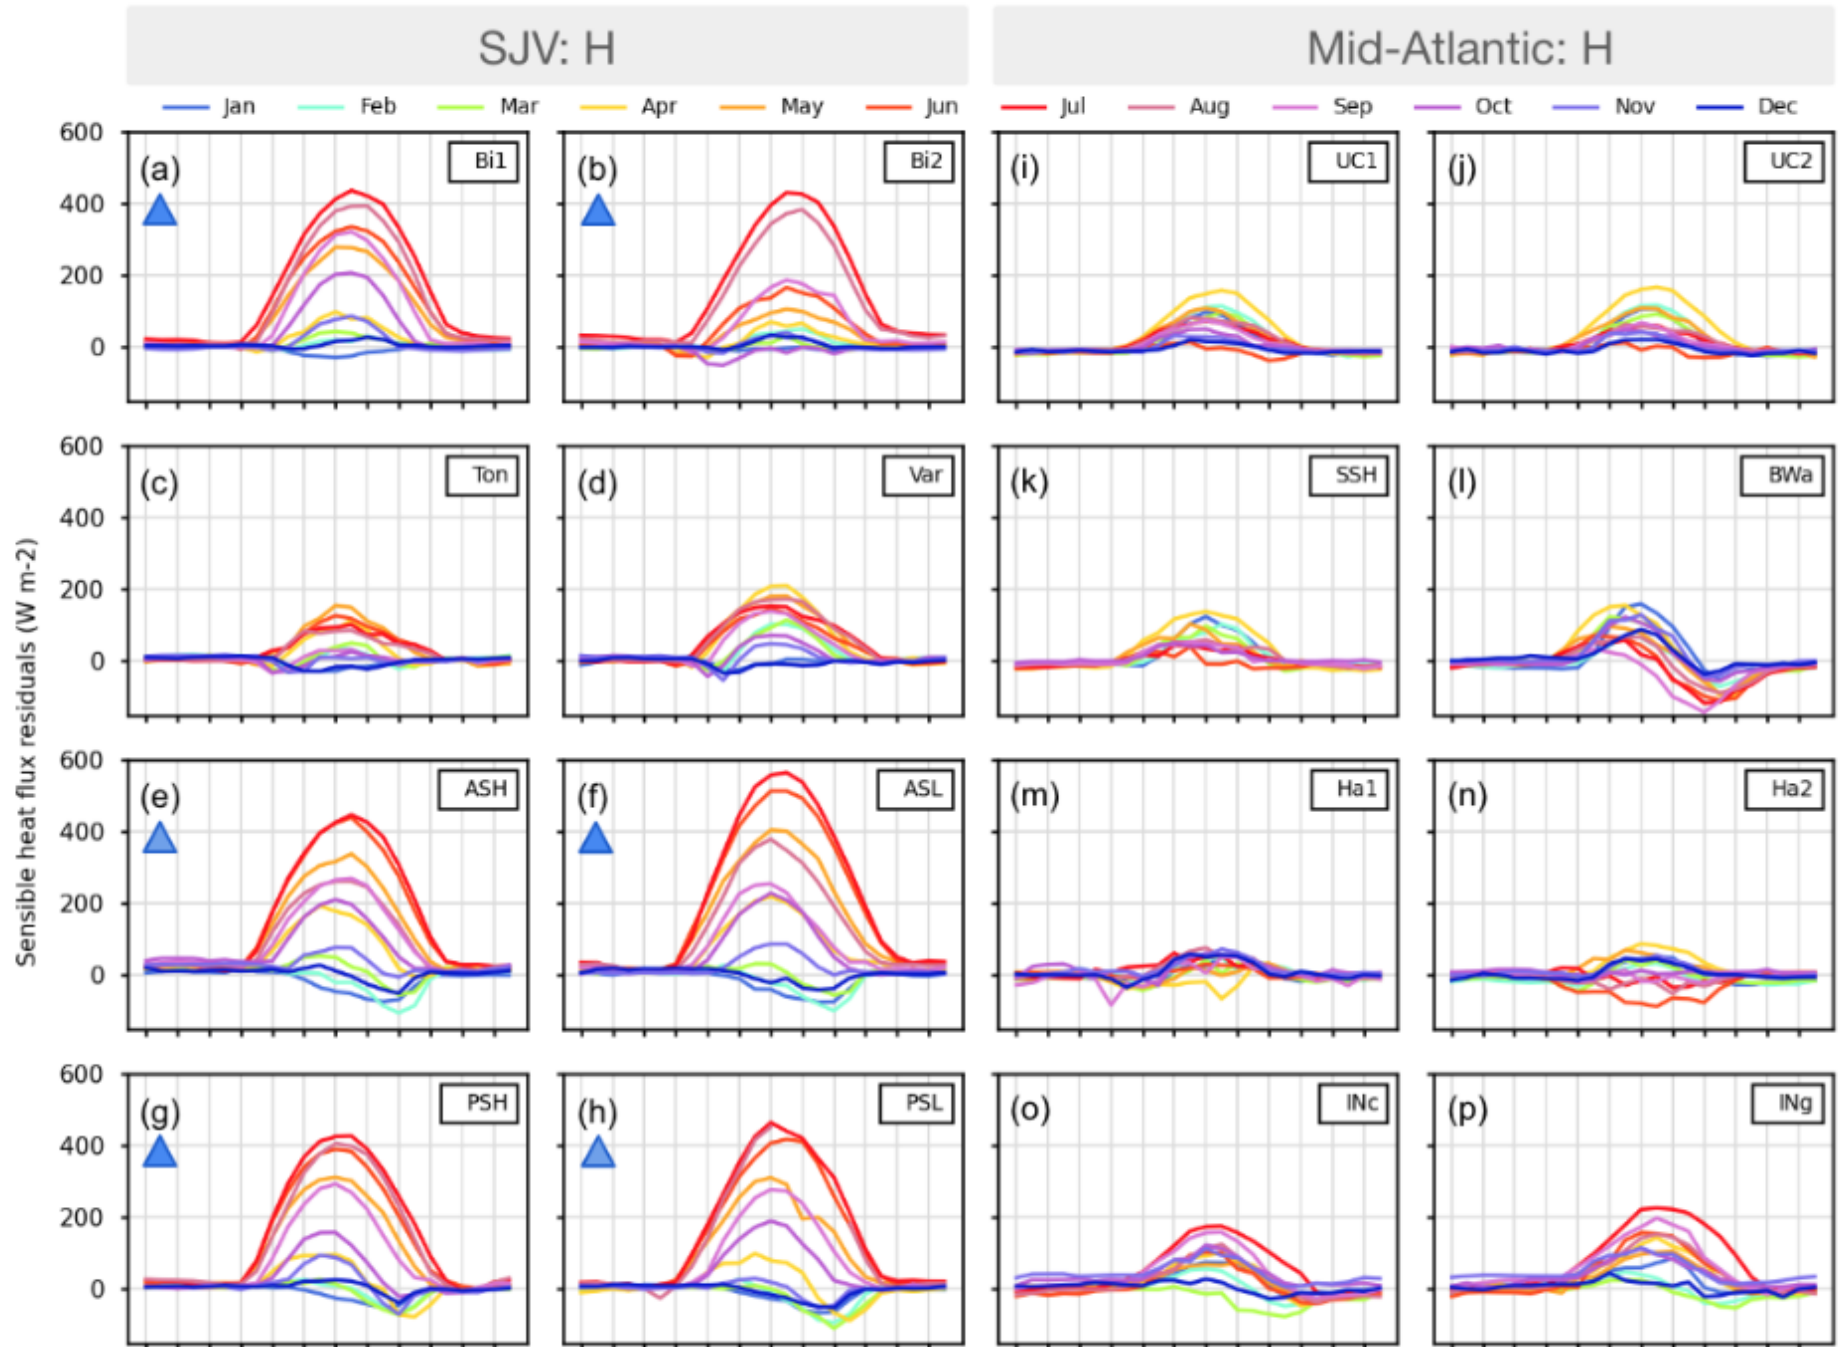 SJV: H
Mid-Atlantic: H
Jan Feb Mar Apr May Jun Jul Aug Sep Oct Nov Dec
Sensible heat flux residuals (W m-2)
600
400
200
0
(a) Bi1
(b) Bi2
(i) UC1
(j) UC2
600
400
200
0
(c) Ton
(d) Var
(k) SSH
(l) BWa
600
400
200
0
(e) ASH
(f) ASL
(m) Ha1
(n) Ha2
600
400
200
0
(g) PSH
(h) PSL
(o) INc
(p) INg